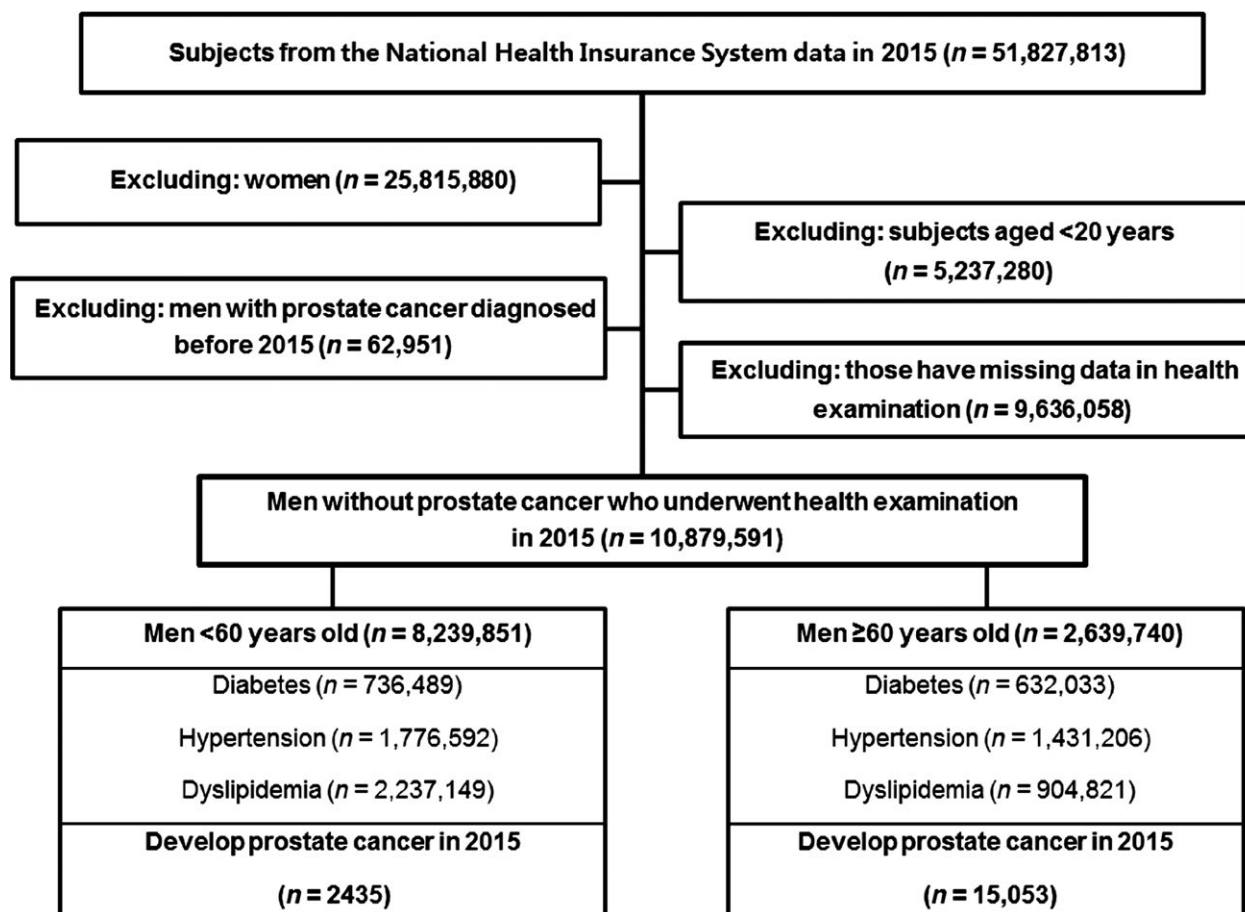 Subjects from the National Health Insurance System data in 2015 (n = 51,827,813)
Excluding: women (n = 25,815,880)
Excluding: subjects aged <20 years
(n = 5,237,280)
Excluding: men with prostate cancer diagnosed
before 2015 (n = 62,951)
Excluding: those have missing data in health
examination (n = 9,636,058)
Men without prostate cancer who underwent health examination
in 2015 (n = 10,879,591)
Men <60 years old (n = 8,239,851)
Diabetes (n = 736,489)
Hypertension (n = 1,776,592)
Dyslipidemia (n = 2,237,149)
Develop prostate cancer in 2015
(n = 2435)
Men ≥60 years old (n = 2,639,740)
Diabetes (n = 632,033)
Hypertension (n = 1,431,206)
Dyslipidemia (n = 904,821)
Develop prostate cancer in 2015
(n = 15,053)